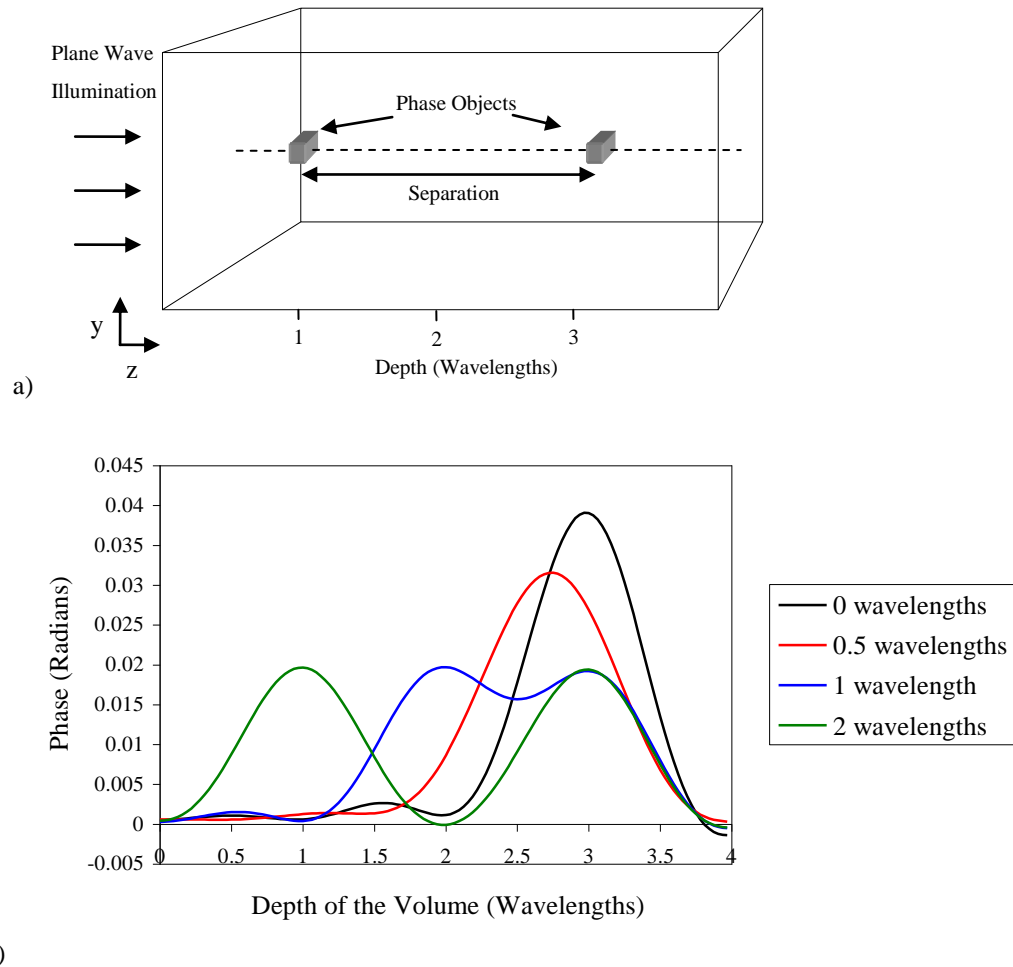 Plane Wave
Illumination
Phase Objects
Separation
y
z
1 2 3
Depth (Wavelengths)
a)
0.045
0.04
0.035
0.03
0.025
0.02
0.015
0.01
0.005
0
-0.005
Phase (Radians)
0 0.5 1 1.5 2 2.5 3 3.5 4
Depth of the Volume (Wavelengths)
0 wavelengths
0.5 wavelengths
1 wavelength
2 wavelengths
)